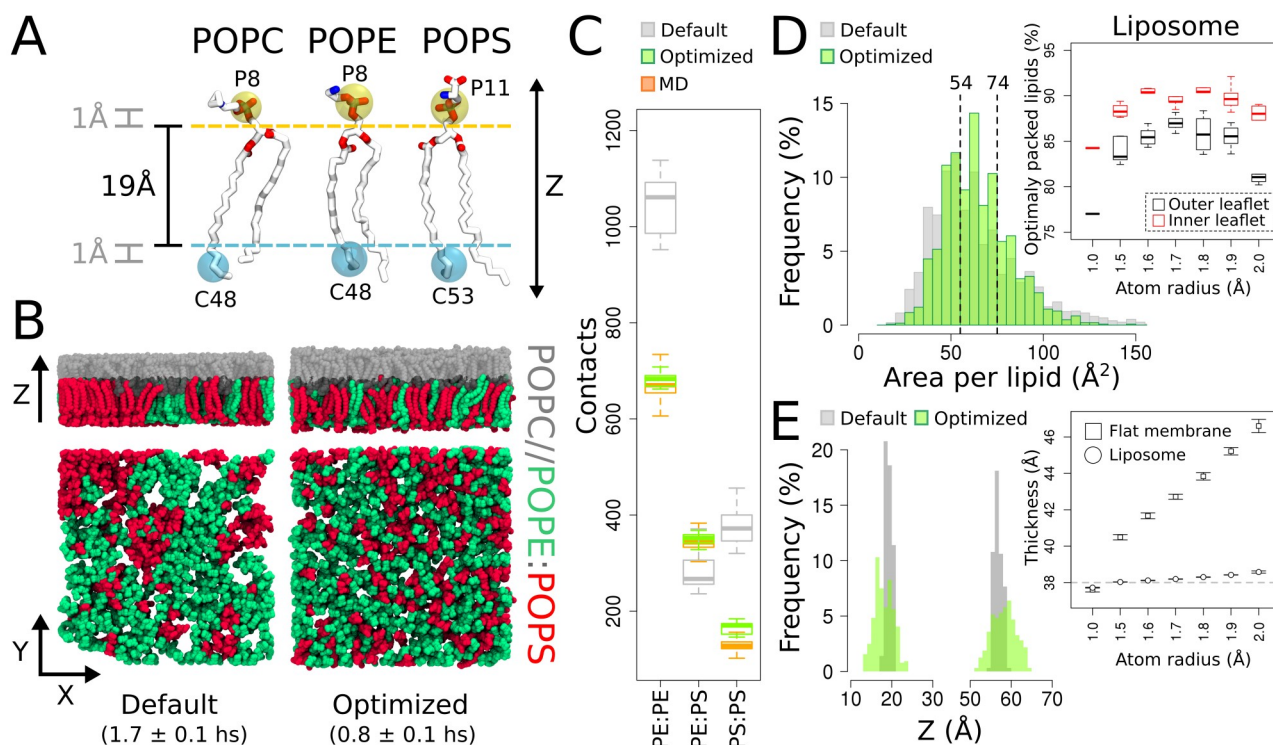 A
POPC POPE POPS
P8
P8
P11
1Å
19Å
1Å
Z
C48
C48
C53
B
Z
Y
X
POPC//POPE:POPS
Default
(1.7 ± 0.1 hs)
Optimized
(0.8 ± 0.1 hs)
C
Default
Optimized
MD
Contacts
1200
1000
800
600
400
200
PE:PE
PE:PS
PS:PS
D
Default
Optimized
54 74
Frequency (%)
15
10
5
0
0 50 100 150
Area per lipid (Å²)
Liposome
Optimaly packed lipids (%)
95
90
85
80
75
Outer leaflet
Inner leaflet
1.0 1.5 1.6 1.7 1.8 1.9 2.0
Atom radius (Å)
E
Default Optimized
Frequency (%)
20
15
10
5
0
10 30 50 60 70
Z (Å)
Flat membrane
Liposome
Thickness (Å)
46
44
42
40
38
1.0 1.5 1.6 1.7 1.8 1.9 2.0
Atom radius (Å)